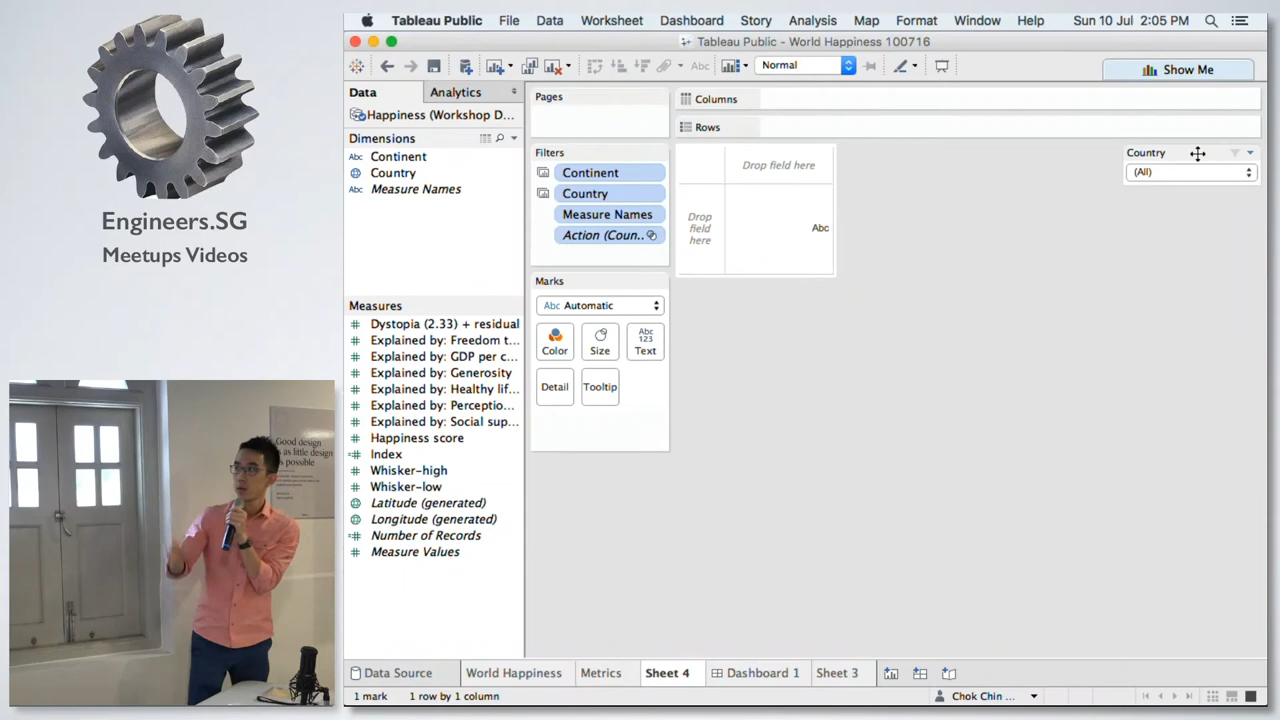 Engineers.SG
Meetups Videos
Good design
is as little design
as possible
Tableau Public File Data Worksheet Dashboard Story Analysis Map Format Window Help Sun 10 Jul 2:05 PM
Tableau Public - World Happiness 100716
Abc Normal Show Me
Data Analytics
Happiness (Workshop D...
Dimensions
Abc Continent
Country
Abc Measure Names
Measures
Dystopia (2.33) + residual
Explained by: Freedom t...
Explained by: GDP per c...
Explained by: Generosity
Explained by: Healthy lif...
Explained by: Perceptio...
Explained by: Social sup...
Happiness score
Index
Whisker-high
Whisker-low
Latitude (generated)
Longitude (generated)
Number of Records
Measure Values
Pages
Filters
Continent
Country
Measure Names
Action (Coun..
Marks
Abc Automatic
Color Size Abc 123 Text
Detail Tooltip
Columns
Rows
Drop field here
Drop
field
here
Abc
Country
(All)
Data Source World Happiness Metrics Sheet 4 Dashboard 1 Sheet 3
1 mark 1 row by 1 column Chok Chin ...